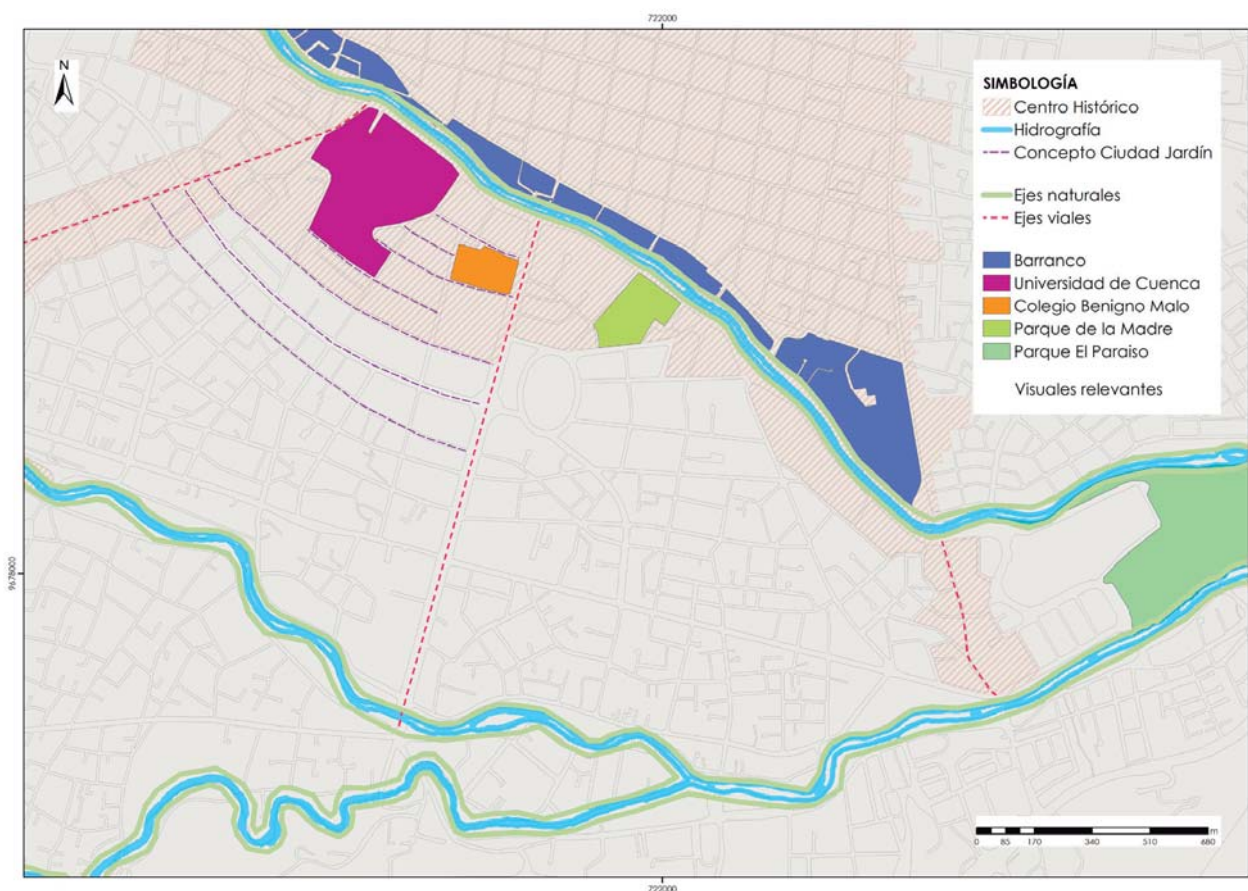 722000
N
SIMBOLOGÍA
Centro Histórico
Hidrografía
Concepto Ciudad Jardín
Ejes naturales
Ejes viales
Barranco
Universidad de Cuenca
Colegio Benigno Malo
Parque de la Madre
Parque El Paraiso
Visuales relevantes
9678000
m
0 85 170 340 510 680
722000